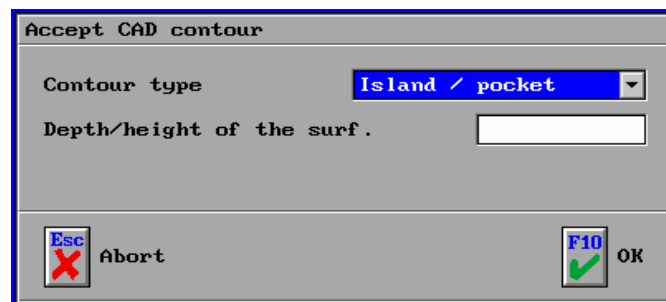 Accept CAD contour
Contour type Island / pocket
Depth/height of the surf.
Esc Abort F10 OK